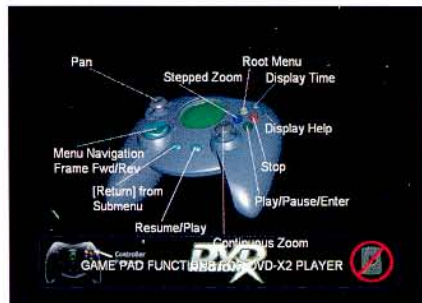 Root Menu
Pan
Stepped Zoom
Display Time
Display Help
Menu Navigation
Frame Fwd/Rev
Stop
[Return] from
Submenu
Play/Pause/Enter
Resume/Play
Continuous Zoom
Controller
DVD
X
GAME PAD FUNCTIONS FOR DVD-X2 PLAYER